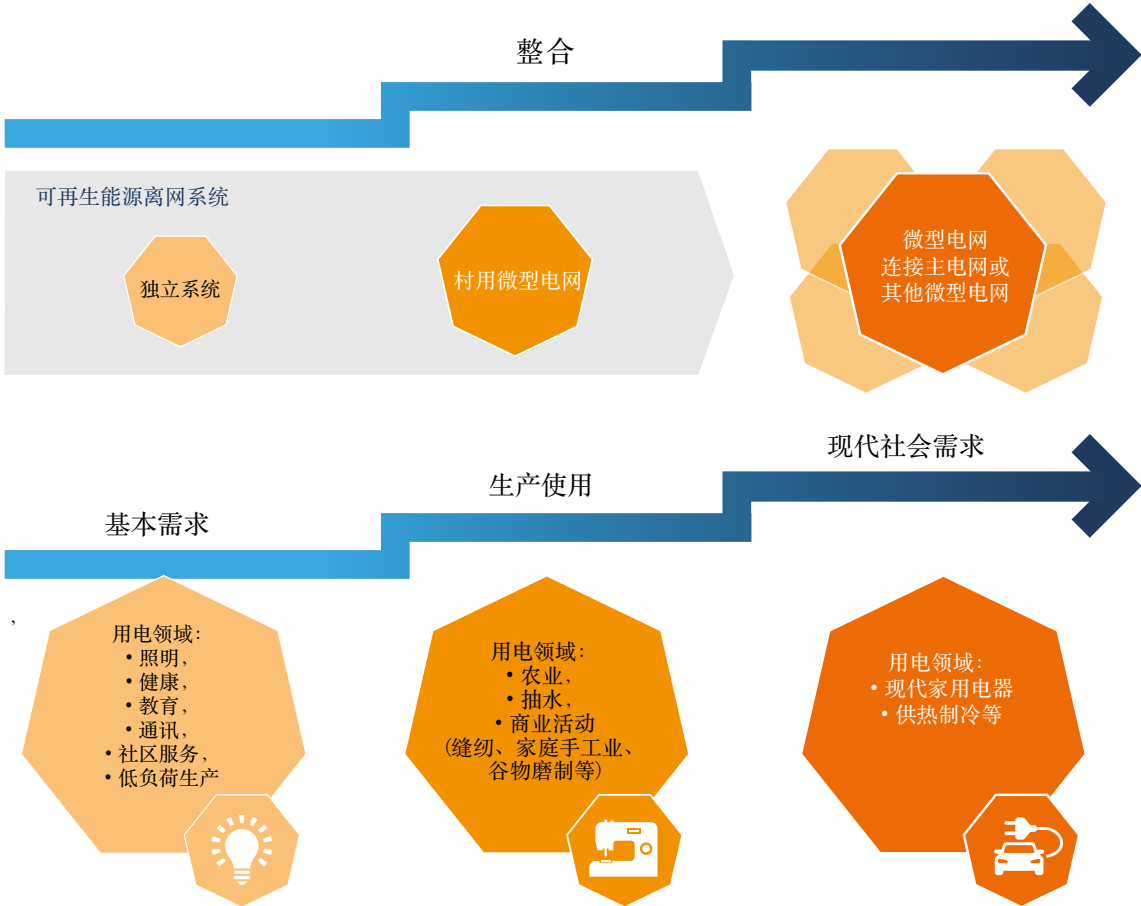 整合
可再生能源离网系统
独立系统
村用微型电网
微型电网
连接主电网或
其他微型电网
基本需求
生产使用
现代社会需求
,
用电领域：
• 照明，
• 健康，
• 教育，
• 通讯，
• 社区服务，
• 低负荷生产
用电领域：
• 农业，
• 抽水，
• 商业活动
(缝纫、家庭手工业、
谷物磨制等)
用电领域：
• 现代家用电器
• 供热制冷等